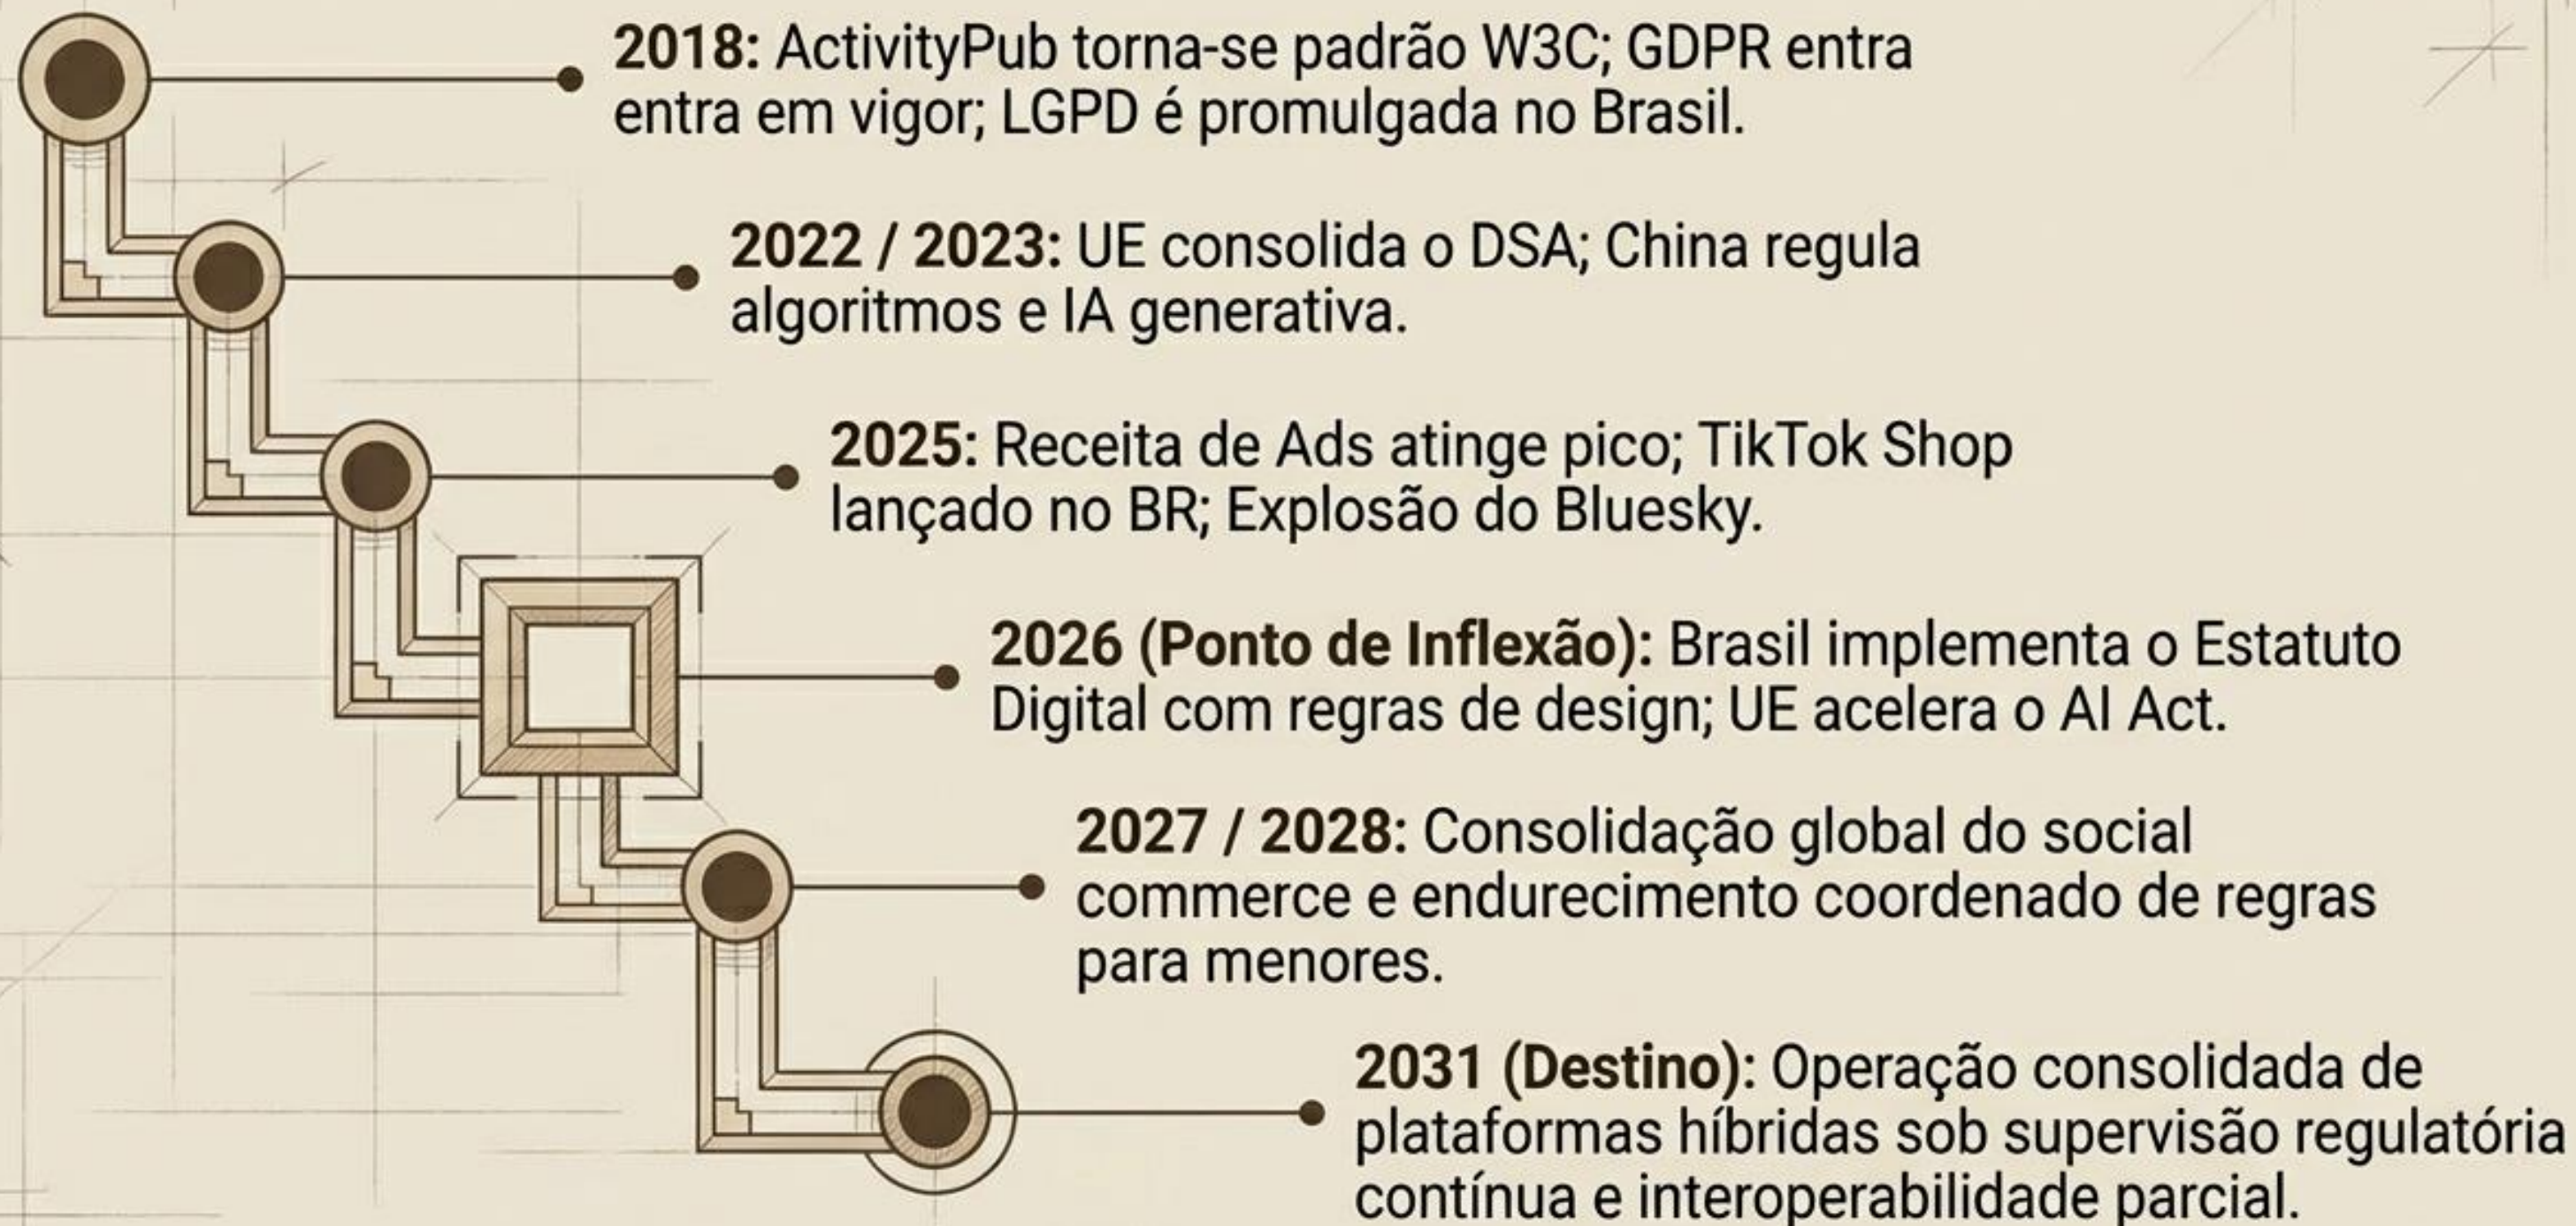 2018: ActivityPub torna-se padrão W3C; GDPR entra
entra em vigor; LGPD é promulgada no Brasil.
2022 / 2023: UE consolida o DSA; China regula
algoritmos e IA generativa.
2025: Receita de Ads atinge pico; TikTok Shop
lançado no BR; Explosão do Bluesky.
2026 (Ponto de Inflexão): Brasil implementa o Estatuto
Digital com regras de design; UE acelera o AI Act.
2027 / 2028: Consolidação global do social
commerce e endurecimento coordenado de regras
para menores.
2031 (Destino): Operação consolidada de
plataformas híbridas sob supervisão regulatória
contínua e interoperabilidade parcial.